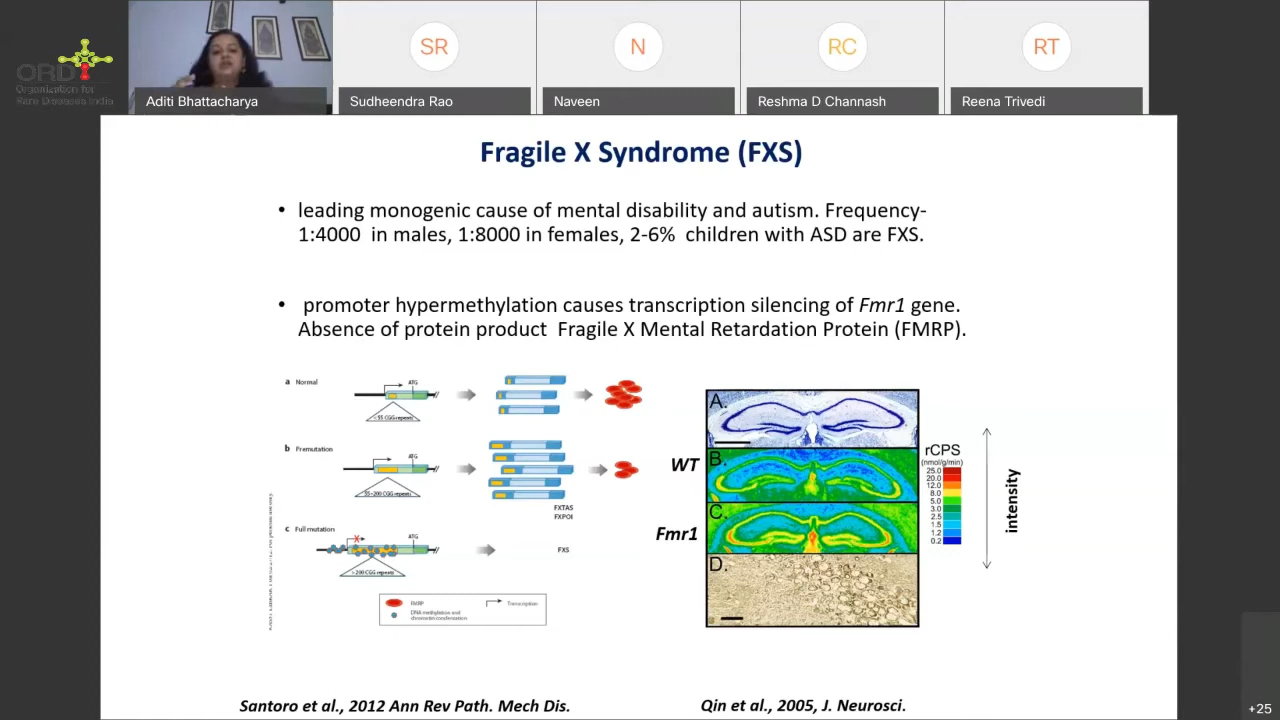 ORD
Organization for
Rare Diseases India
SR
N
RC
RT
Aditi Bhattacharya
Sudheendra Rao
Naveen
Reshma D Channash
Reena Trivedi
Fragile X Syndrome (FXS)
• leading monogenic cause of mental disability and autism. Frequency-
1:4000 in males, 1:8000 in females, 2-6% children with ASD are FXS.
• promoter hypermethylation causes transcription silencing of Fmr1 gene.
Absence of protein product Fragile X Mental Retardation Protein (FMRP).
a Normal
ATG
<55 CGG repeats
b Premutation
ATG
55–200 CGG repeats
FXTAS
FXPOI
c Full mutation
ATG
>200 CGG repeats
FXS
FMRP
Transcription
DNA methylation and
chromatin condensation
A.
WT
B.
Fmr1
C.
D.
rCPS
(nmol/g/min)
25.0
20.0
12.0
8.0
5.0
3.0
2.5
1.5
1.2
0.2
intensity
Santoro et al., 2012 Ann Rev Path. Mech Dis.
Qin et al., 2005, J. Neurosci.
+25